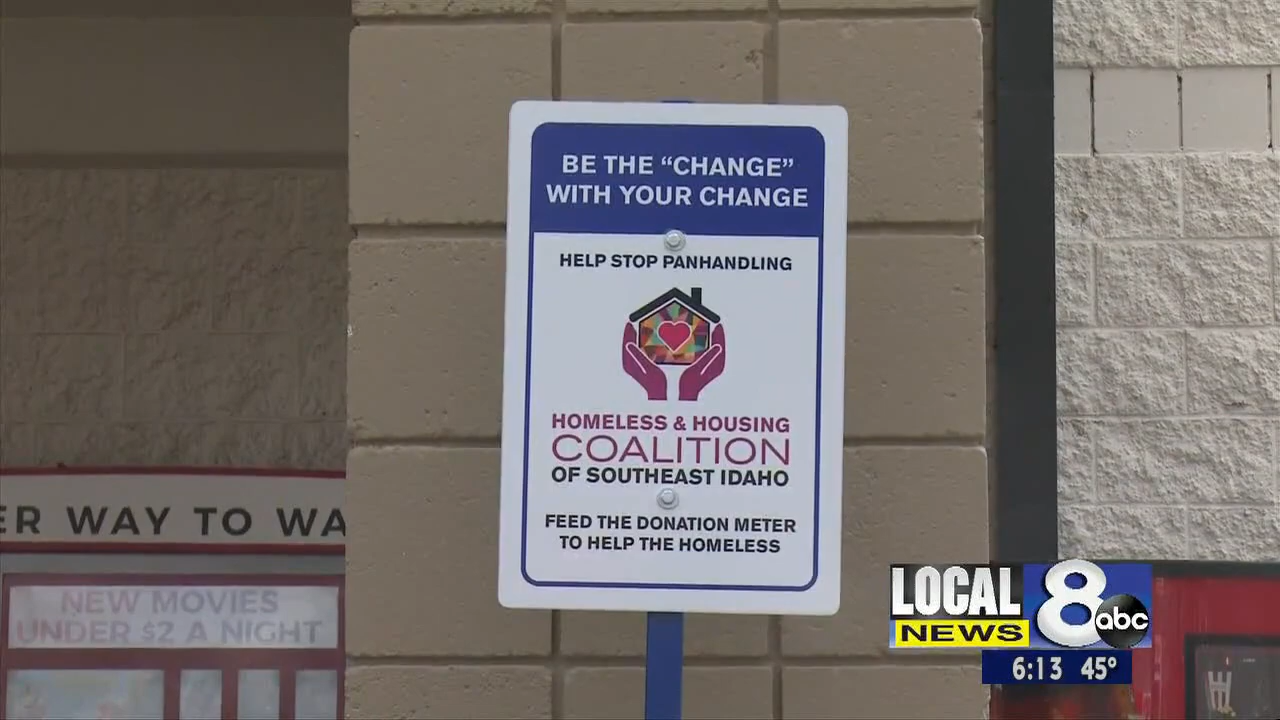 BE THE “CHANGE”
WITH YOUR CHANGE
HELP STOP PANHANDLING
HOMELESS & HOUSING
COALITION
OF SOUTHEAST IDAHO
FEED THE DONATION METER
TO HELP THE HOMELESS
ER WAY TO WA
NEW MOVIES
UNDER $2 A NIGHT
LOCAL
NEWS
8
abc
6:13 45°